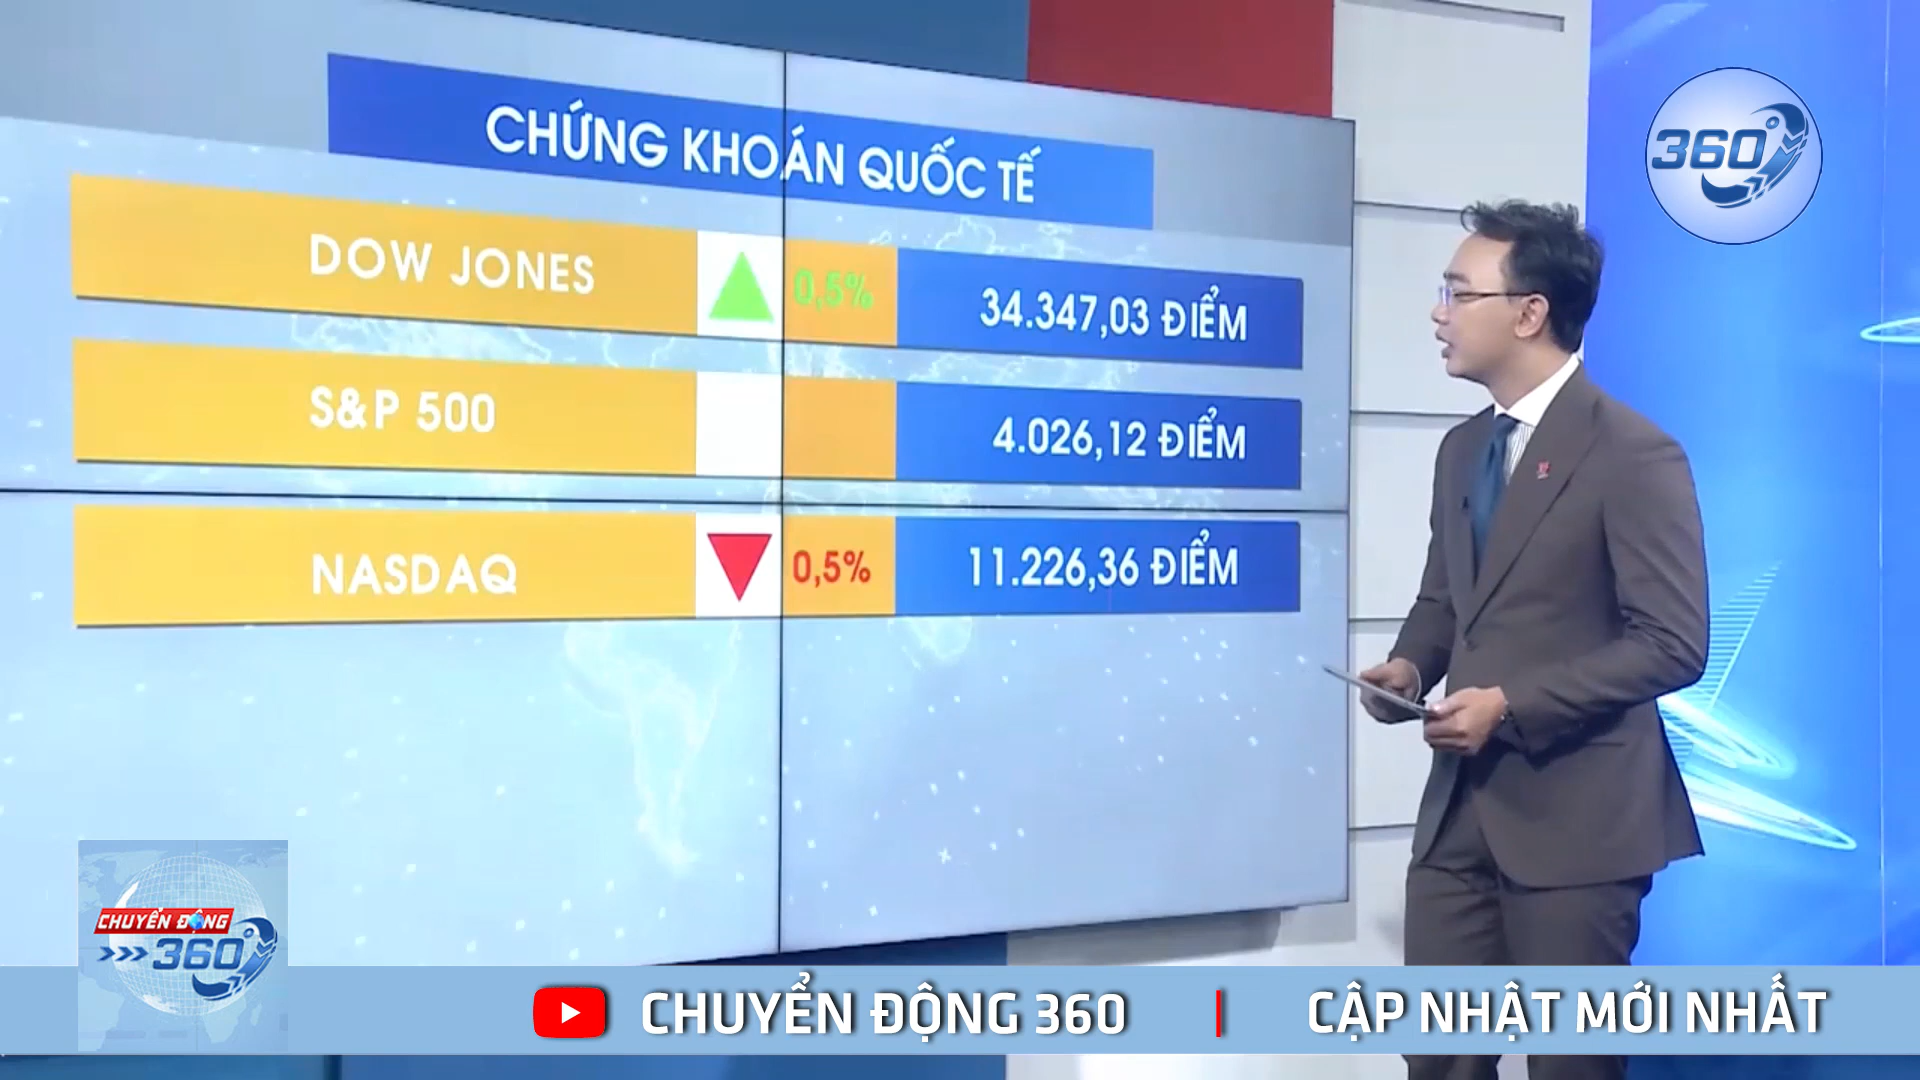 CHỨNG KHOÁN QUỐC TẾ
360°
DOW JONES 0,5% 34.347,03 ĐIỂM
S&P 500 4.026,12 ĐIỂM
NASDAQ 0,5% 11.226,36 ĐIỂM
CHUYỂN ĐỘNG
>>> 360°
CHUYỂN ĐỘNG 360 | CẬP NHẬT MỚI NHẤT